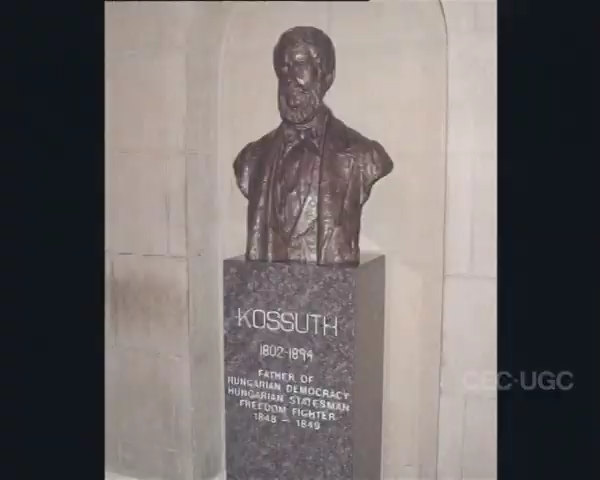 KOSSUTH
1802-1894
FATHER OF
HUNGARIAN DEMOCRACY
HUNGARIAN STATESMAN
FREEDOM FIGHTER
1848 - 1849
CEC-UGC